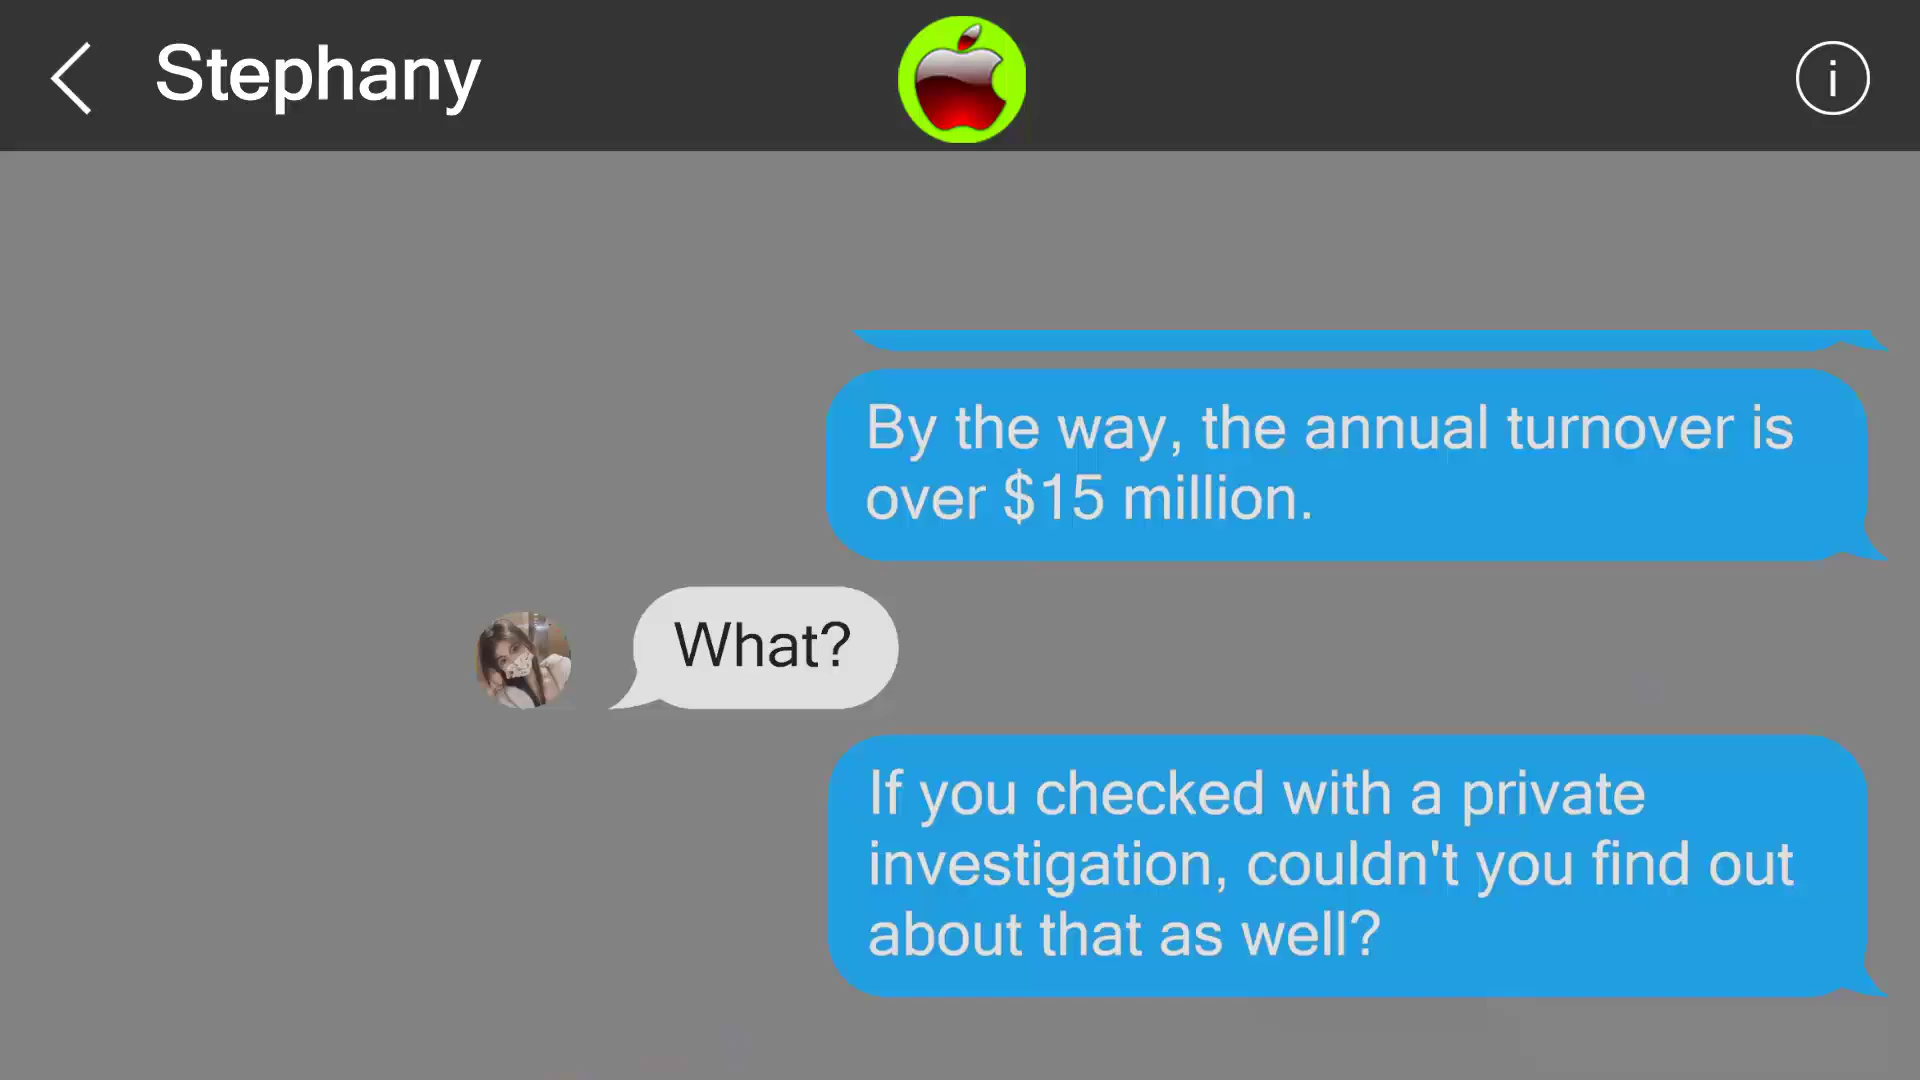 Stephany
i
By the way, the annual turnover is
over $15 million.
What?
If you checked with a private
investigation, couldn't you find out
about that as well?